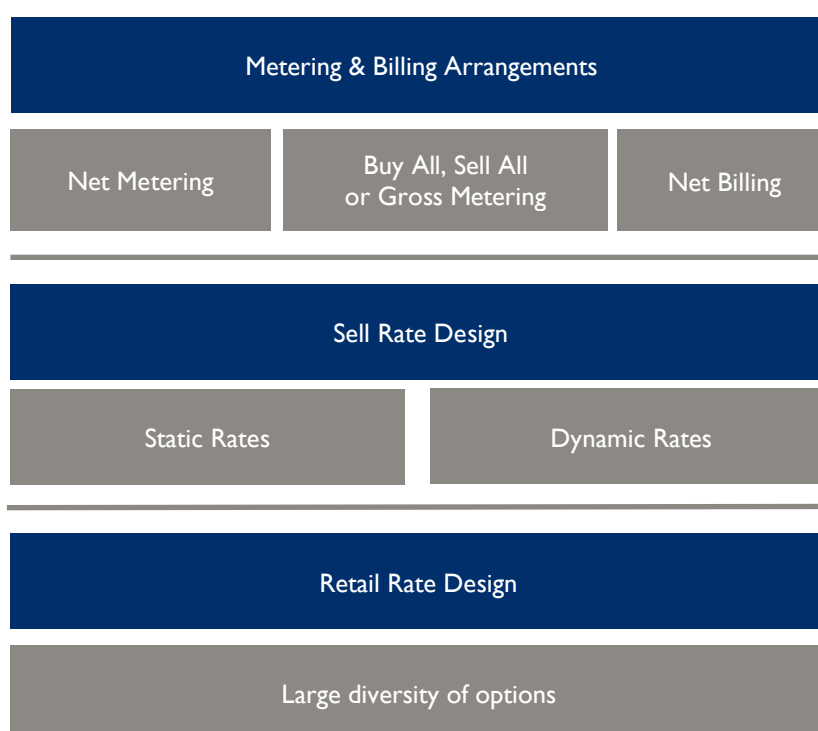 Metering & Billing Arrangements
Net Metering
Buy All, Sell All
or Gross Metering
Net Billing
Sell Rate Design
Static Rates
Dynamic Rates
Retail Rate Design
Large diversity of options